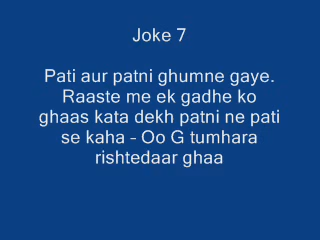 Joke 7
Pati aur patni ghumne gaye.
Raaste me ek gadhe ko
ghaas kata dekh patni ne pati
se kaha - Oo G tumhara
rishtedaar ghaa